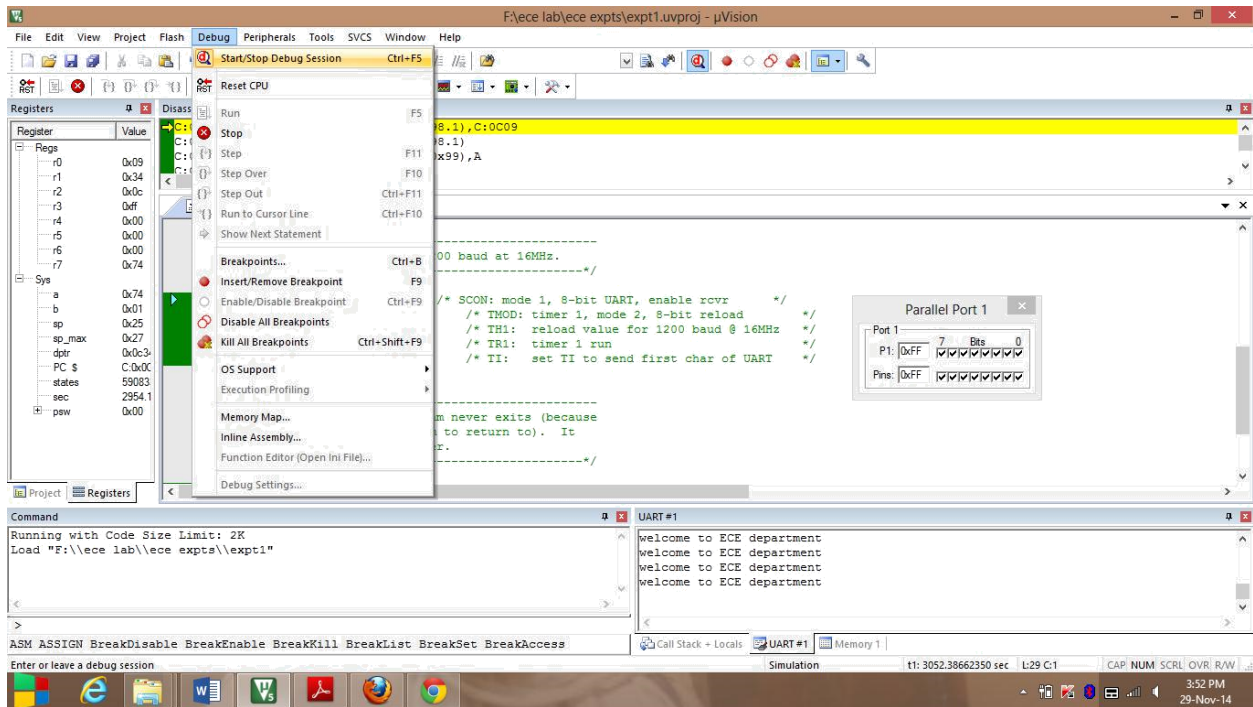 F:\ece lab\ece expts\expt1.uvproj - µVision
File Edit View Project Flash Debug Peripherals Tools SVCS Window Help
Start/Stop Debug Session Ctrl+F5
RST
RST Reset CPU
Registers
Disass
Run F5
Register Value
8.1),C:0C09
Stop
8.1)
Regs
Step F11
x99),A
r0 0x09
r1 0x34
Step Over F10
r2 0x0c
Step Out Ctrl+F11
r3 0xff
Run to Cursor Line Ctrl+F10
r4 0x00
r5 0x00
Show Next Statement
r6 0x00
r7 0x74
Breakpoints... Ctrl+B
00 baud at 16MHz.
---------------------*/
Sys
Insert/Remove Breakpoint F9
a 0x74
Enable/Disable Breakpoint Ctrl+F9
/* SCON: mode 1, 8-bit UART, enable rcvr */
b 0x01
/* TMOD: timer 1, mode 2, 8-bit reload */
sp 0x25
Disable All Breakpoints
/* TH1: reload value for 1200 baud @ 16MHz */
sp_max 0x27
Kill All Breakpoints Ctrl+Shift+F9
/* TR1: timer 1 run */
dptr 0x0c3
/* TI: set TI to send first char of UART */
PC $ C:0x0C
OS Support
states 59083
Execution Profiling
sec 2954.1
psw 0x00
Memory Map...
m never exits (because
Inline Assembly...
to return to). It
Function Editor (Open Ini File)...
r.
---------------------*/
Debug Settings...
Parallel Port 1
Port 1
7 Bits 0
P1: 0xFF
Pins: 0xFF
Project Registers
Command
Running with Code Size Limit: 2K
Load "F:\\ece lab\\ece expts\\expt1"
>
ASM ASSIGN BreakDisable BreakEnable BreakKill BreakList BreakSet BreakAccess
UART #1
welcome to ECE department
welcome to ECE department
welcome to ECE department
welcome to ECE department
Call Stack + Locals UART #1 Memory 1
Enter or leave a debug session Simulation t1: 3052.38662350 sec L:29 C:1 CAP NUM SCRL OVR R/W
3:52 PM
29-Nov-14